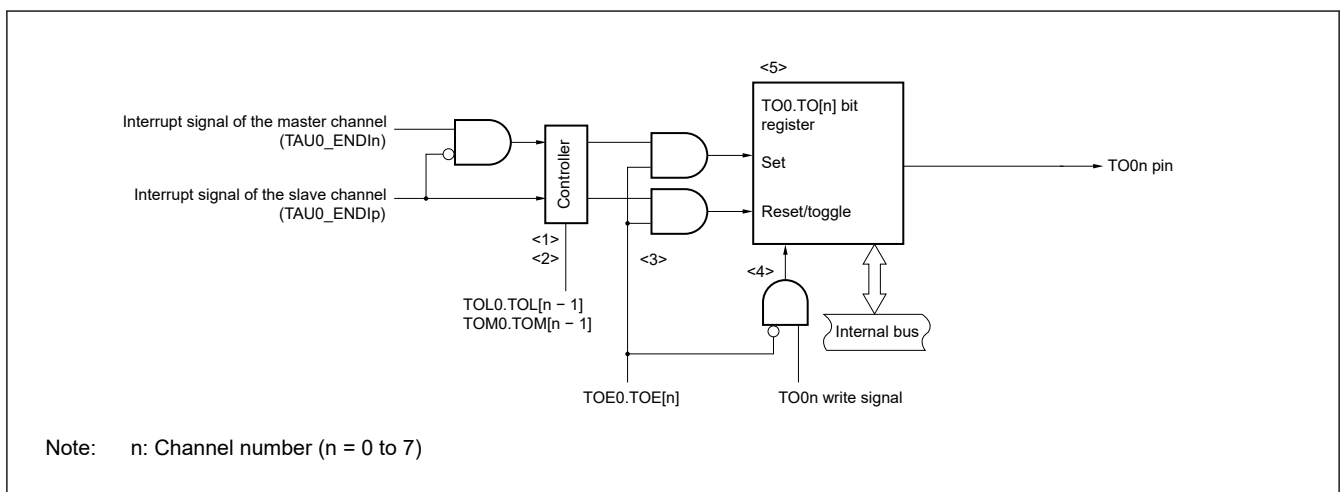 <5>
Interrupt signal of the master channel
(TAU0_ENDIn)
Interrupt signal of the slave channel
(TAU0_ENDIp)
Controller
<1>
<2>
TOL0.TOL[n − 1]
TOM0.TOM[n − 1]
<3>
TO0.TO[n] bit
register
Set
Reset/toggle
TO0n pin
<4>
Internal bus
TOE0.TOE[n]
TO0n write signal
Note: n: Channel number (n = 0 to 7)